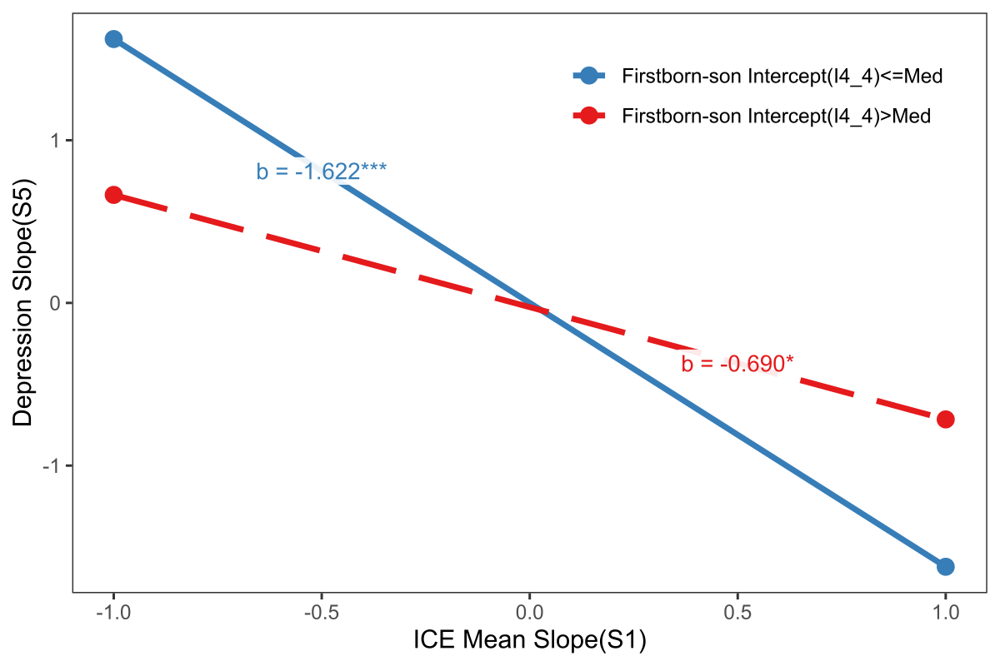 Firstborn-son Intercept(I4_4)<=Med
Firstborn-son Intercept(I4_4)>Med
b = -1.622***
b = -0.690*
Depression Slope(S5)
1
0
-1
-1.0
-0.5
0.0
0.5
1.0
ICE Mean Slope(S1)